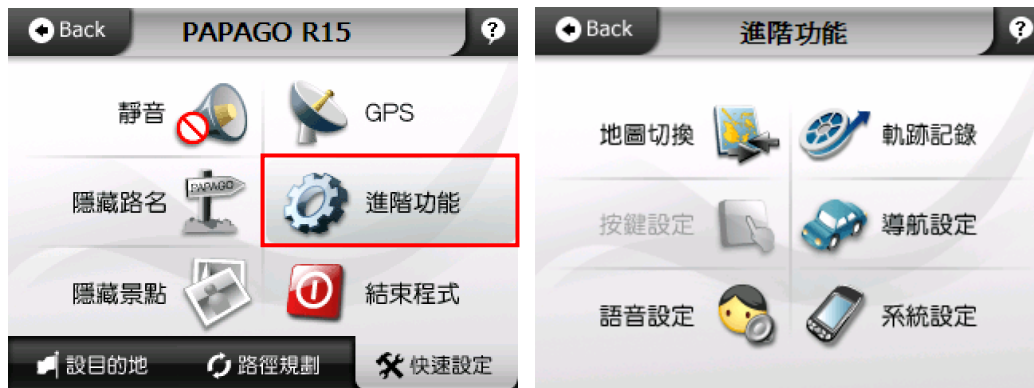 Back
PAPAGO R15
?
靜音
GPS
隱藏路名
PAPAGO
進階功能
隱藏景點
結束程式
設目的地
路徑規劃
快速設定
Back
進階功能
?
地圖切換
軌跡記錄
按鍵設定
導航設定
語音設定
系統設定